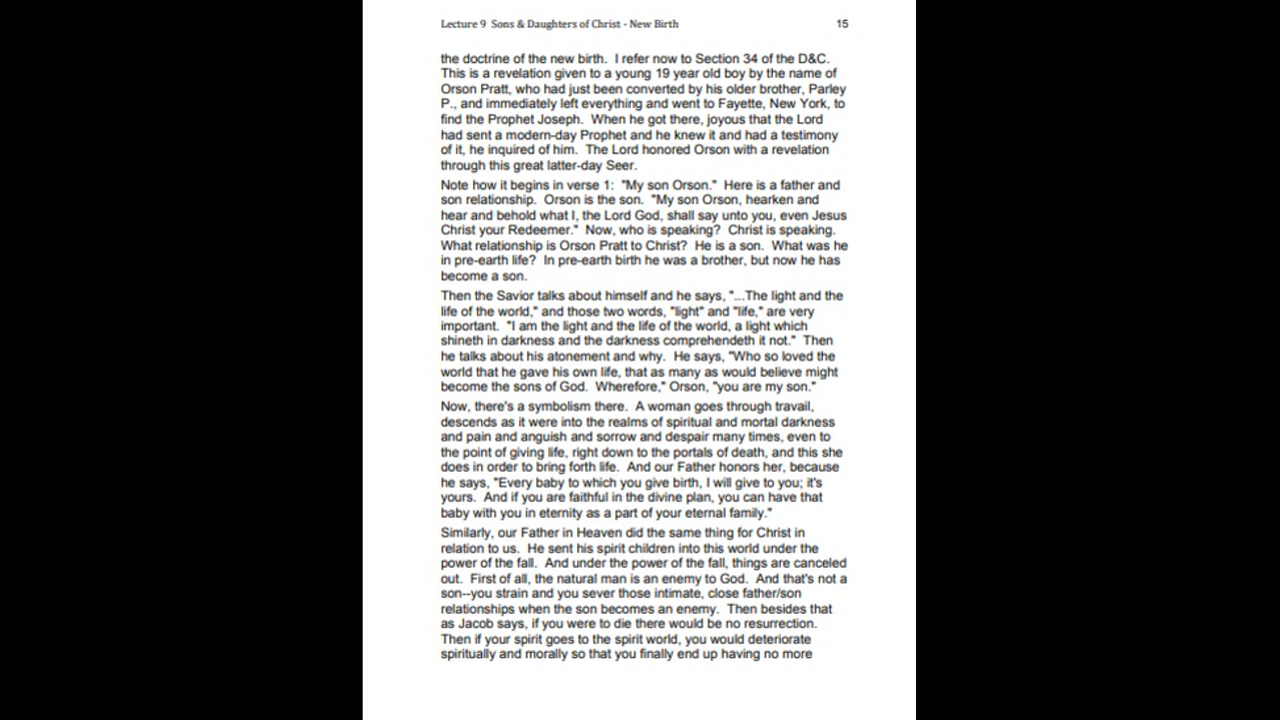 Lecture 9 Sons & Daughters of Christ - New Birth 15
the doctrine of the new birth. I refer now to Section 34 of the D&C.
This is a revelation given to a young 19 year old boy by the name of
Orson Pratt, who had just been converted by his older brother, Parley
P., and immediately left everything and went to Fayette, New York, to
find the Prophet Joseph. When he got there, joyous that the Lord
had sent a modern-day Prophet and he knew it and had a testimony
of it, he inquired of him. The Lord honored Orson with a revelation
through this great latter-day Seer.
Note how it begins in verse 1: "My son Orson." Here is a father and
son relationship. Orson is the son. "My son Orson, hearken and
hear and behold what I, the Lord God, shall say unto you, even Jesus
Christ your Redeemer." Now, who is speaking? Christ is speaking.
What relationship is Orson Pratt to Christ? He is a son. What was he
in pre-earth life? In pre-earth birth he was a brother, but now he has
become a son.
Then the Savior talks about himself and he says, "...The light and the
life of the world," and those two words, "light" and "life," are very
important. "I am the light and the life of the world, a light which
shineth in darkness and the darkness comprehendeth it not." Then
he talks about his atonement and why. He says, "Who so loved the
world that he gave his own life, that as many as would believe might
become the sons of God. Wherefore," Orson, "you are my son."
Now, there's a symbolism there. A woman goes through travail,
descends as it were into the realms of spiritual and mortal darkness
and pain and anguish and sorrow and despair many times, even to
the point of giving life, right down to the portals of death, and this she
does in order to bring forth life. And our Father honors her, because
he says, "Every baby to which you give birth, I will give to you; it's
yours. And if you are faithful in the divine plan, you can have that
baby with you in eternity as a part of your eternal family."
Similarly, our Father in Heaven did the same thing for Christ in
relation to us. He sent his spirit children into this world under the
power of the fall. And under the power of the fall, things are canceled
out. First of all, the natural man is an enemy to God. And that's not a
son--you strain and you sever those intimate, close father/son
relationships when the son becomes an enemy. Then besides that
as Jacob says, if you were to die there would be no resurrection.
Then if your spirit goes to the spirit world, you would deteriorate
spiritually and morally so that you finally end up having no more